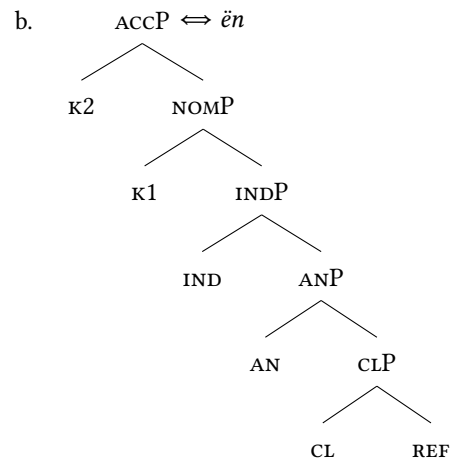 b. ACCP ⇔ ën
K2 NOMP
K1 INDP
IND ANP
AN CLP
CL REF